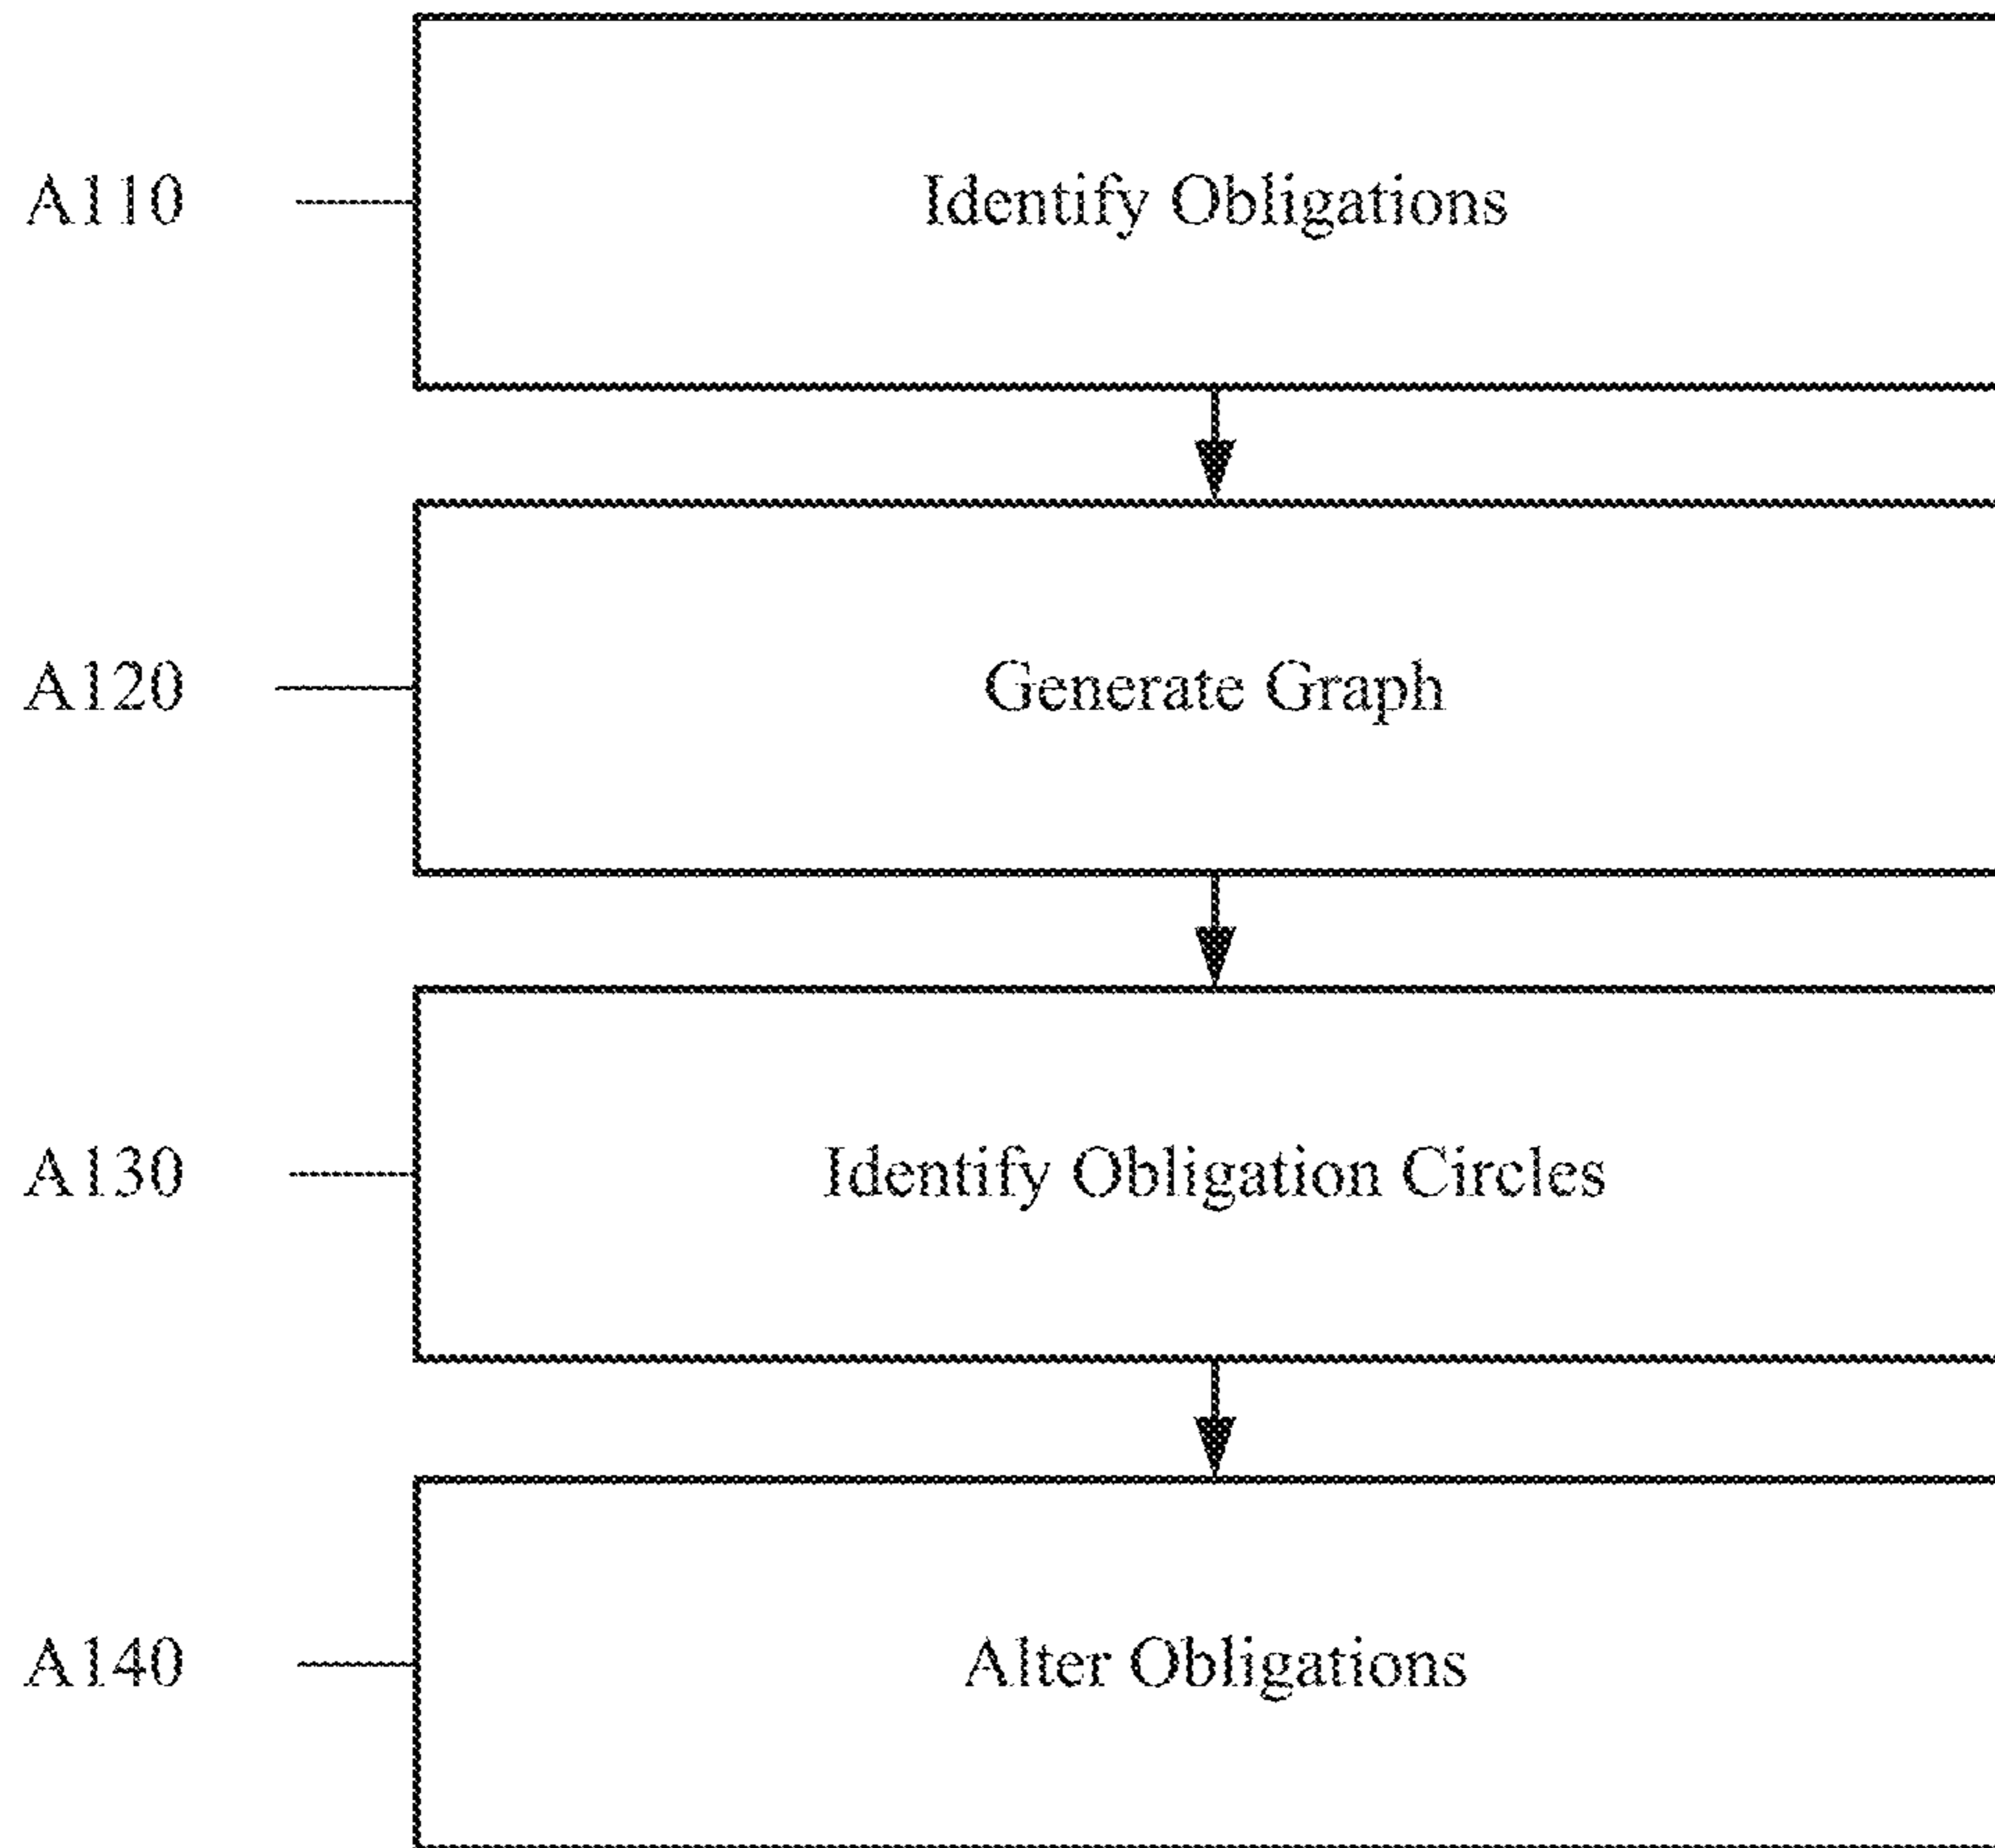 A110
Identify Obligations
A120
Generate Graph
A130
Identify Obligation Circles
A140
Alter Obligations